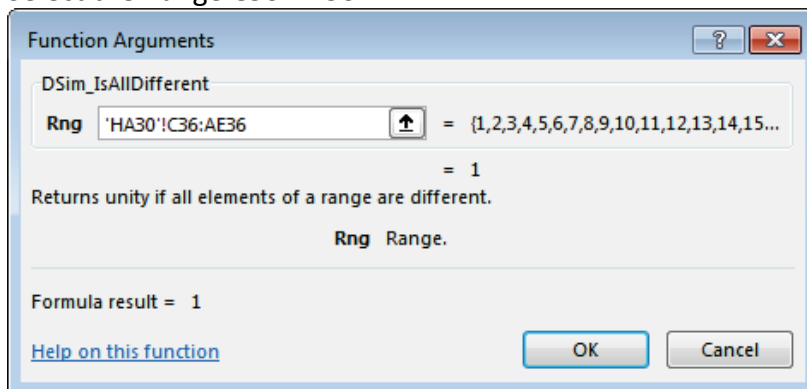 Function Arguments
DSim_IsAllDifferent
Rng 'HA30'!C36:AE36 = {1,2,3,4,5,6,7,8,9,10,11,12,13,14,15...
= 1
Returns unity if all elements of a range are different.
Rng Range.
Formula result = 1
Help on this function OK Cancel